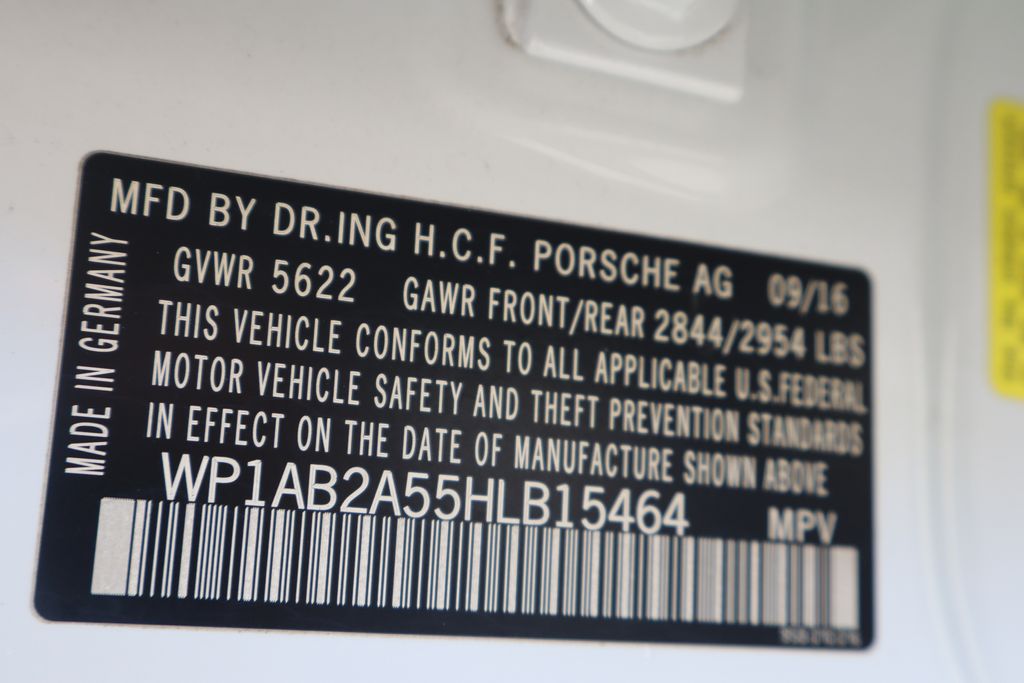 MFD BY DR.ING H.C.F. PORSCHE AG 09/16
GVWR 5622 GAWR FRONT/REAR 2844/2954 LBS
THIS VEHICLE CONFORMS TO ALL APPLICABLE U.S.FEDERAL
MOTOR VEHICLE SAFETY AND THEFT PREVENTION STANDARDS
IN EFFECT ON THE DATE OF MANUFACTURE SHOWN ABOVE
WP1AB2A55HLB15464 MPV
MADE IN GERMANY